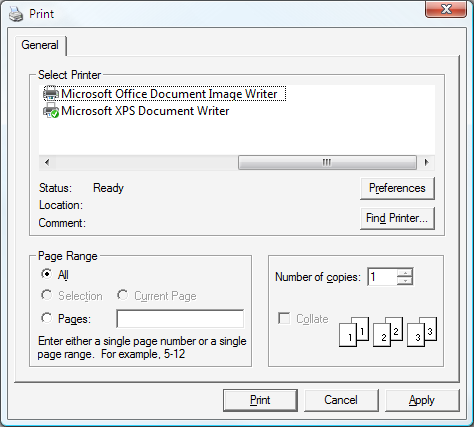 Print
General
Select Printer
Microsoft Office Document Image Writer
Microsoft XPS Document Writer
Status: Ready
Preferences
Location:
Comment:
Find Printer...
Page Range
All
Selection Current Page
Pages:
Enter either a single page number or a single
page range. For example, 5-12
Number of copies: 1
Collate
1 1 2 2 3 3
Print Cancel Apply